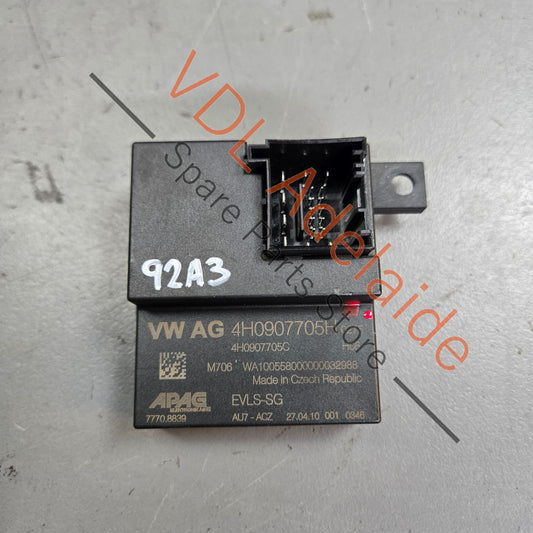 VDL Adelaide
Spare Parts Store
92A3
VW AG 4H0907705H
4H0907705C
M706 WA100558000000032988
Made in Czech Republic
APAG EVLS-SG
ELEKTRONIK
7770.8839 AU7 - ACZ 27.04.10 001 0346